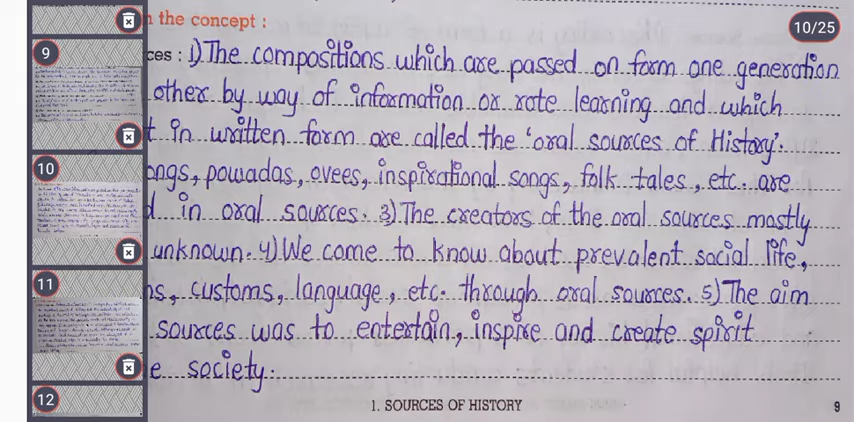 9
10
11
12
10/25
the concept :
ces : 1) The compositions which are passed on form one generation
other by way of information or rote learning and which
t in written form are called the 'oral sources of History'.
ongs, powadas, ovees, inspirational songs, folk tales, etc. are
d in oral sources. 3) The creators of the oral sources mostly
unknown. 4) We come to know about prevalent social life,
ns, customs, language, etc. through oral sources. 5) The aim
sources was to entertain, inspire and create spirit
e society.
1. SOURCES OF HISTORY 9